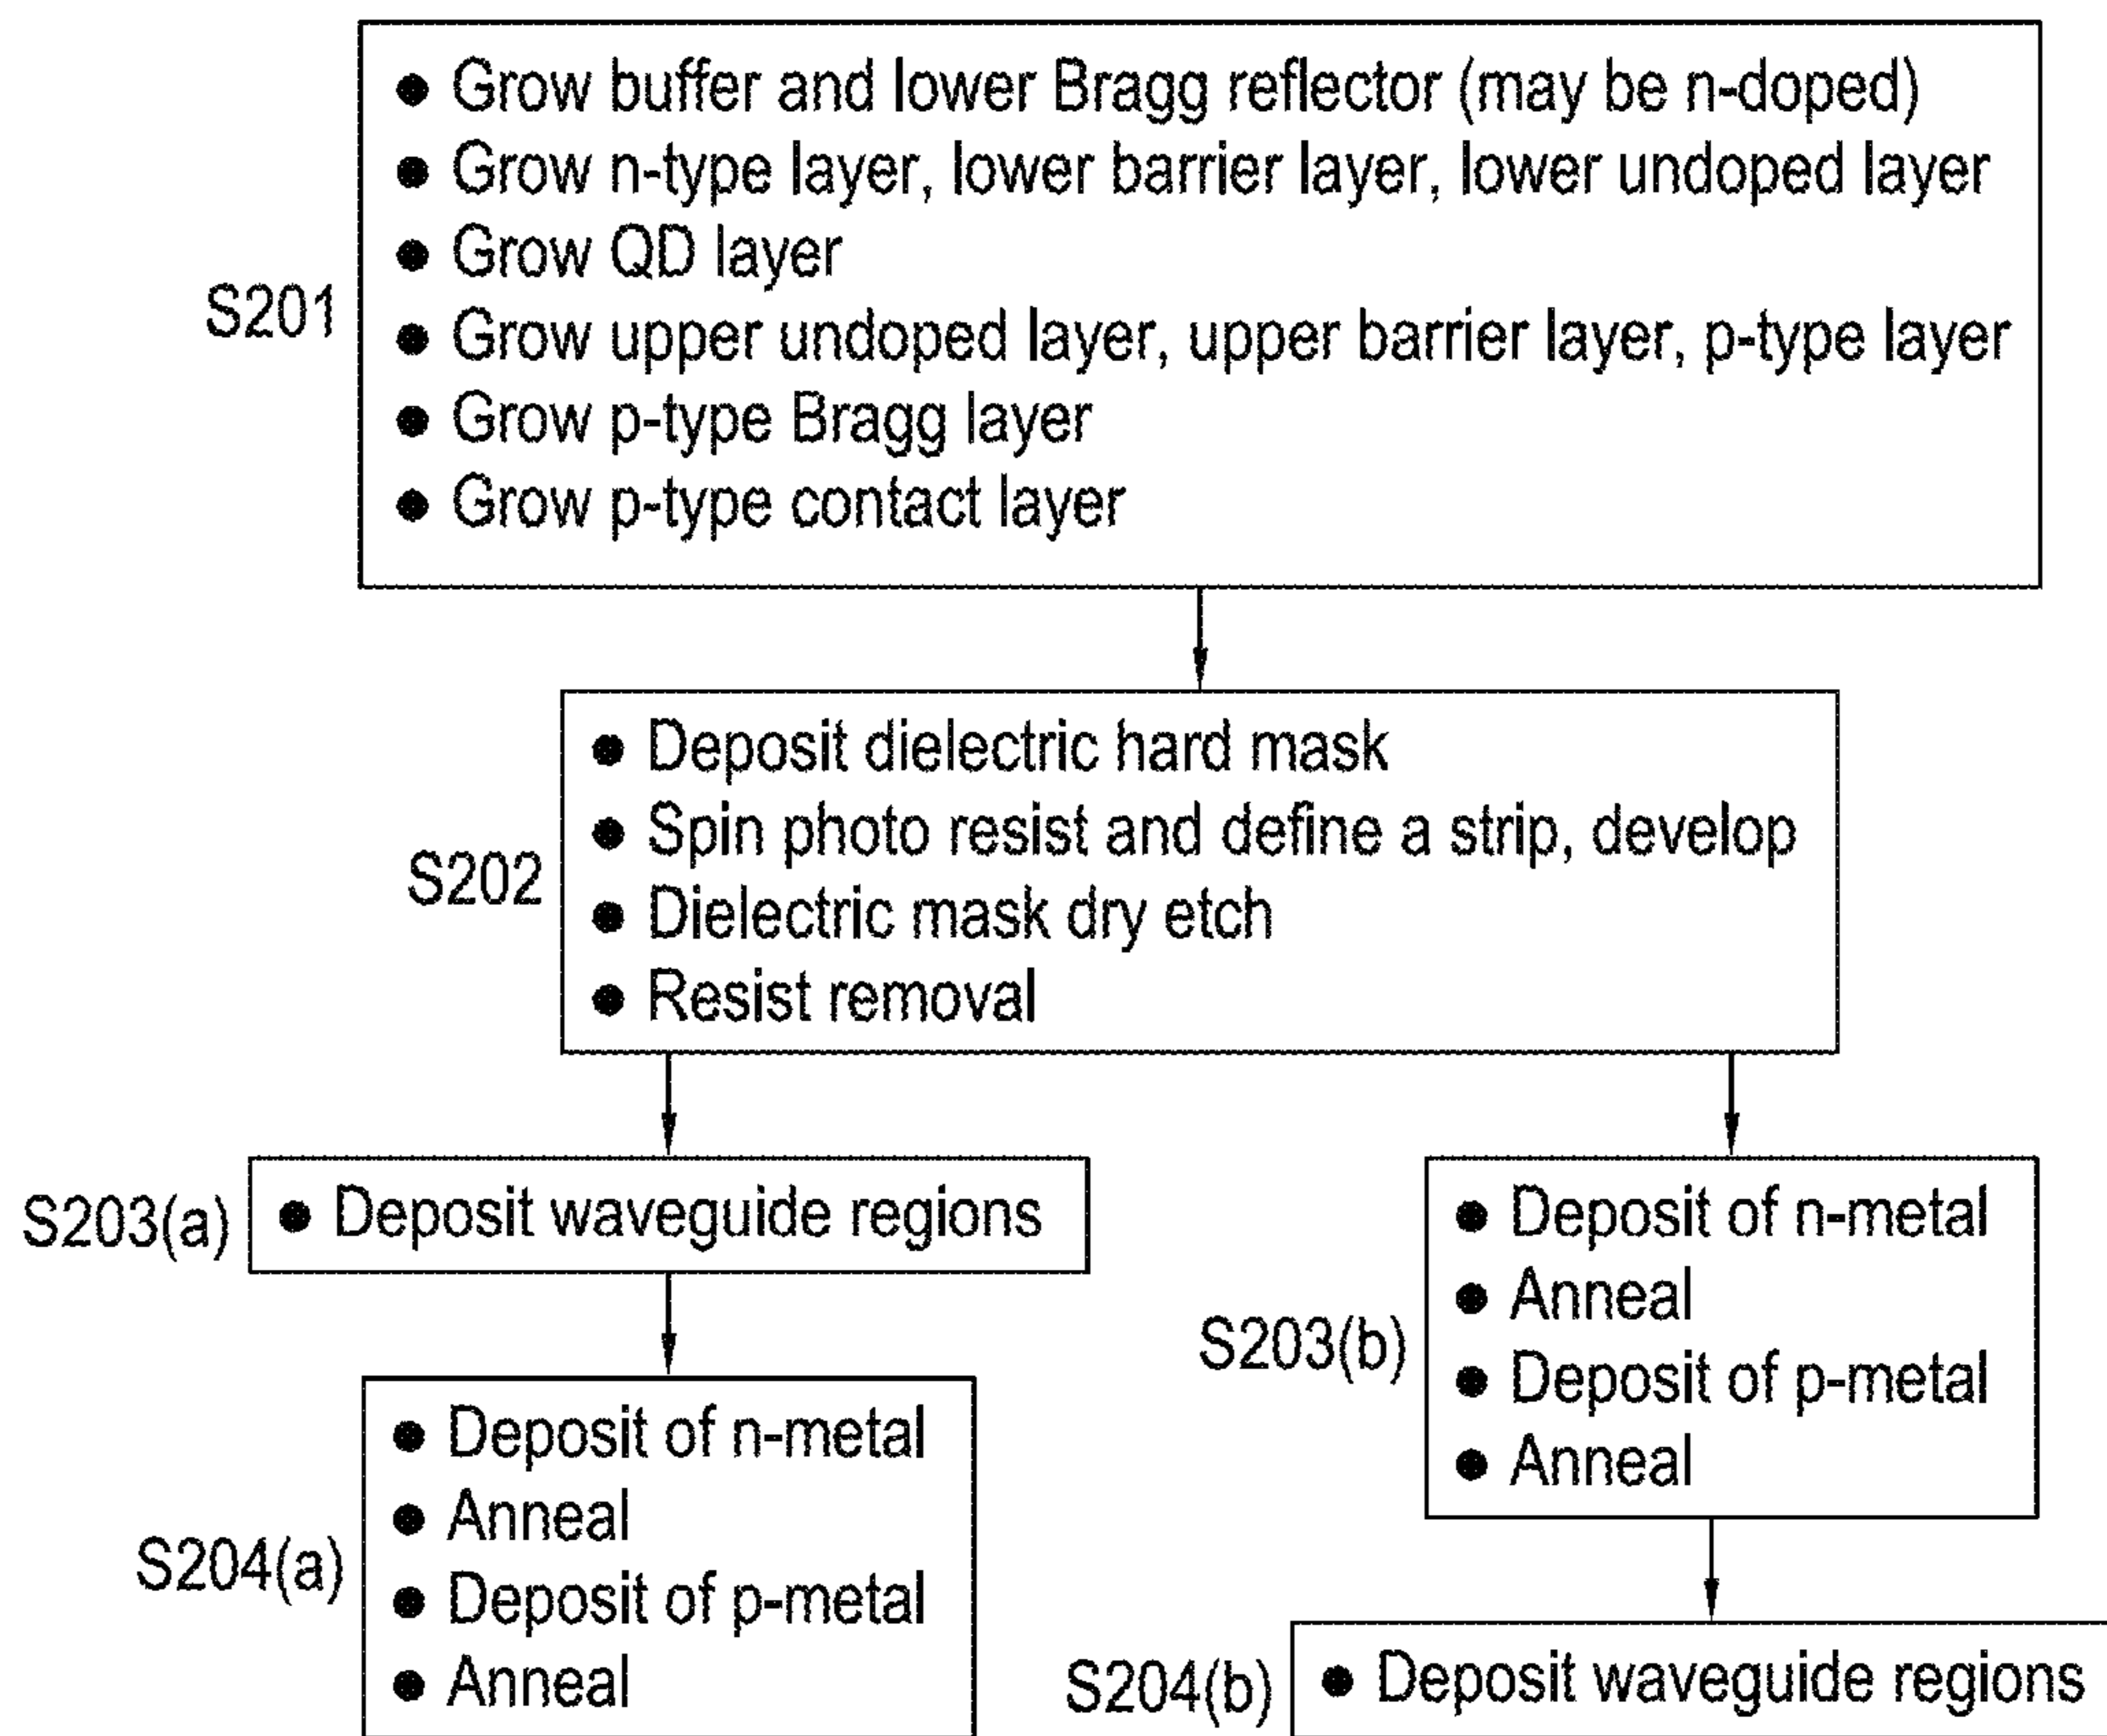 S201
● Grow buffer and lower Bragg reflector (may be n-doped)
● Grow n-type layer, lower barrier layer, lower undoped layer
● Grow QD layer
● Grow upper undoped layer, upper barrier layer, p-type layer
● Grow p-type Bragg layer
● Grow p-type contact layer
S202
● Deposit dielectric hard mask
● Spin photo resist and define a strip, develop
● Dielectric mask dry etch
● Resist removal
S203(a)
● Deposit waveguide regions
S204(a)
● Deposit of n-metal
● Anneal
● Deposit of p-metal
● Anneal
S203(b)
● Deposit of n-metal
● Anneal
● Deposit of p-metal
● Anneal
S204(b)
● Deposit waveguide regions